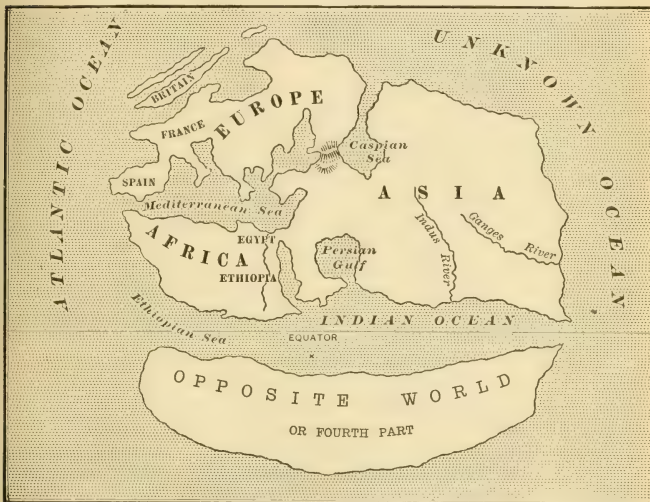 UNKNOWN OCEAN
ATLANTIC OCEAN
BRITAIN
EUROPE
FRANCE
Caspian
Sea
SPAIN
ASIA
Mediterranean Sea
Indus River
Ganges River
AFRICA
EGYPT
Persian
Gulf
ETHIOPIA
Ethiopian Sea
INDIAN OCEAN
EQUATOR
OPPOSITE WORLD
OR FOURTH PART